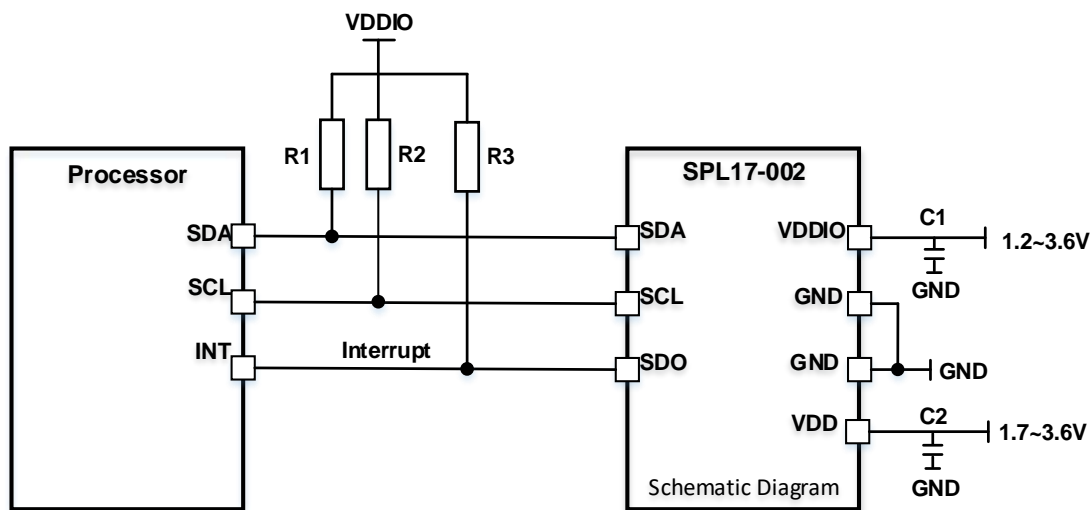 VDDIO
R1
R2
R3
Processor
SPL17-002
SDA
SDA
VDDIO
C1
1.2~3.6V
GND
SCL
SCL
GND
INT
Interrupt
SDO
GND
GND
VDD
C2
1.7~3.6V
GND
Schematic Diagram